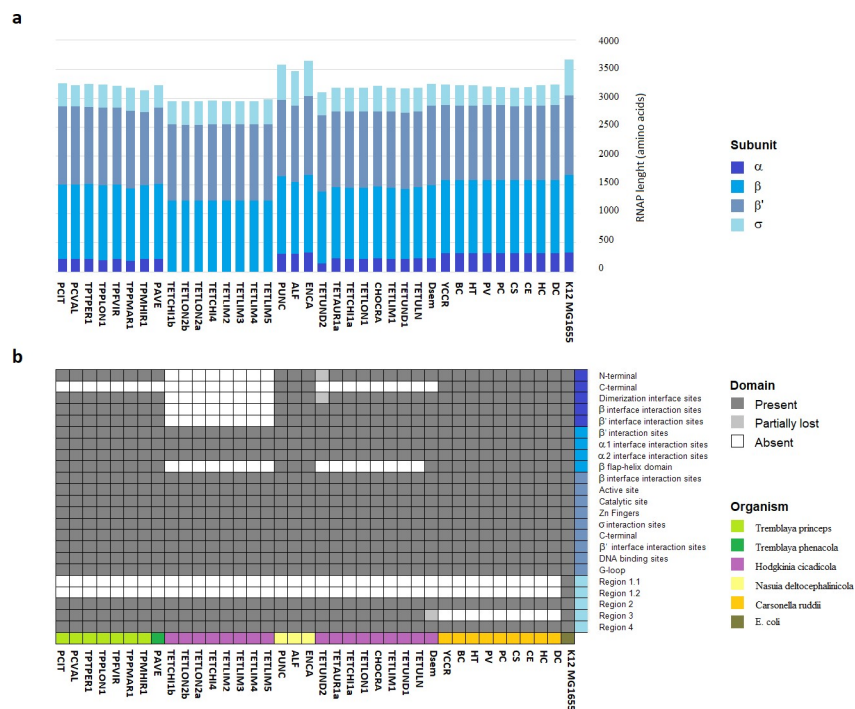 a
4000
3500
3000
2500
2000
1500
1000
500
0
RNAP lenght (amino acids)
Subunit
α
β
β'
σ
PCIT
PCVAL
TPTPER1
TPPLON1
TPFVIR
TPPMAR1
TPMHIR1
PAVE
TETCHI1b
TETLON2b
TETLON2a
TETCHI4
TETLIM2
TETLIM3
TETLIM4
TETLIM5
PUNC
ALF
ENCA
TETUND2
TETAUR1a
TETCHI1a
TETLON1
CHOCRA
TETLIM1
TETUND1
TETULN
Dsem
YCCR
BC
HT
PV
PC
CS
CE
HC
DC
K12 MG1655
b
N-terminal
C-terminal
Dimerization interface sites
β interface interaction sites
β' interface interaction sites
β' interaction sites
α1 interface interaction sites
α2 interface interaction sites
β flap-helix domain
β interface interaction sites
Active site
Catalytic site
Zn Fingers
σ interaction sites
C-terminal
β' interface interaction sites
DNA binding sites
G-loop
Region 1.1
Region 1.2
Region 2
Region 3
Region 4
Domain
Present
Partially lost
Absent
Organism
Tremblaya princeps
Tremblaya phenacola
Hodgkinia cicadicola
Nasuia deltocephalinicola
Carsonella ruddii
E. coli
PCIT
PCVAL
TPTPER1
TPPLON1
TPFVIR
TPPMAR1
TPMHIR1
PAVE
TETCHI1b
TETLON2b
TETLON2a
TETCHI4
TETLIM2
TETLIM3
TETLIM4
TETLIM5
PUNC
ALF
ENCA
TETUND2
TETAUR1a
TETCHI1a
TETLON1
CHOCRA
TETLIM1
TETUND1
TETULN
Dsem
YCCR
BC
HT
PV
PC
CS
CE
HC
DC
K12 MG1655